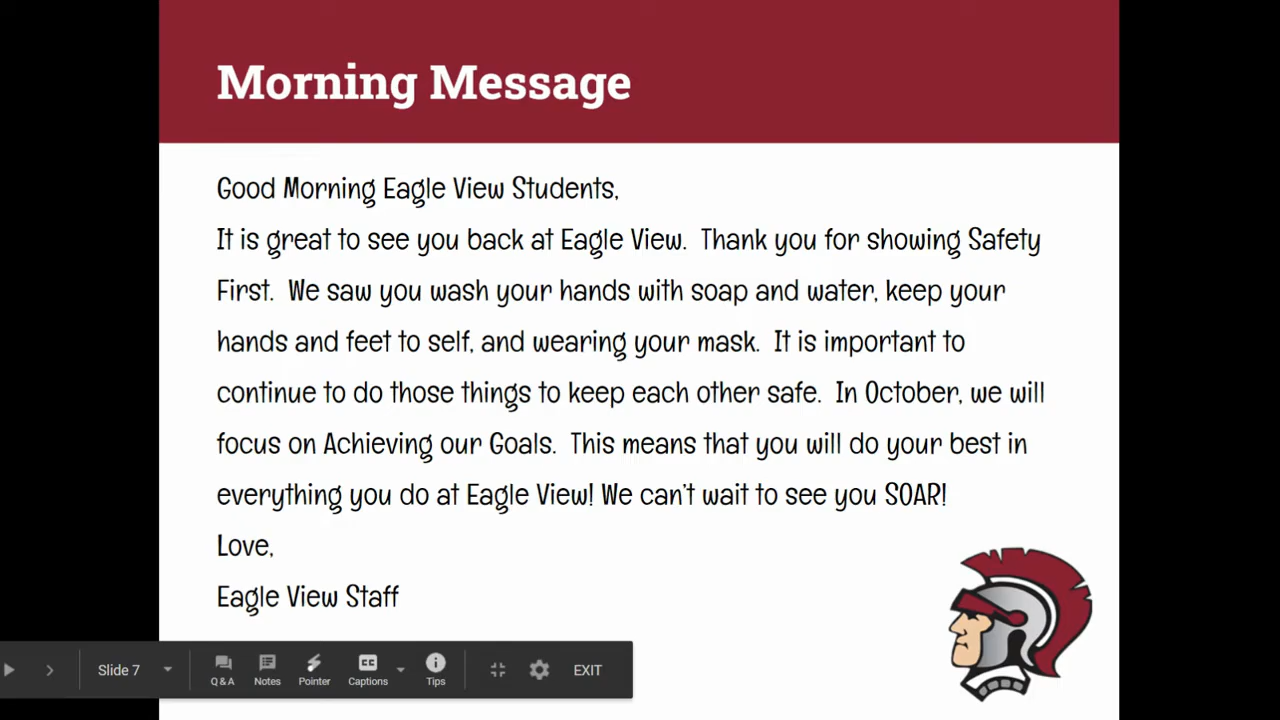 Morning Message
Good Morning Eagle View Students,
It is great to see you back at Eagle View. Thank you for showing Safety
First. We saw you wash your hands with soap and water, keep your
hands and feet to self, and wearing your mask. It is important to
continue to do those things to keep each other safe. In October, we will
focus on Achieving our Goals. This means that you will do your best in
everything you do at Eagle View! We can't wait to see you SOAR!
Love,
Eagle View Staff
Slide 7
Q & A
Notes
Pointer
CC
Captions
Tips
EXIT